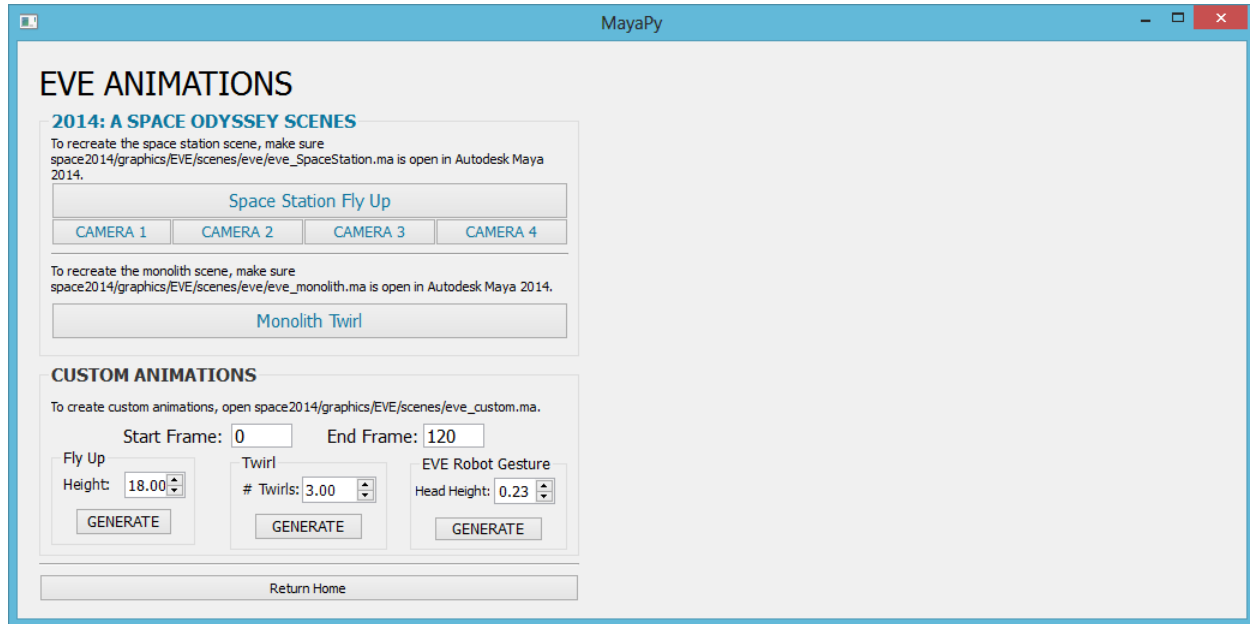 MayaPy
EVE ANIMATIONS
2014: A SPACE ODYSSEY SCENES
To recreate the space station scene, make sure
space2014/graphics/EVE/scenes/eve/eve_SpaceStation.ma is open in Autodesk Maya
2014.
Space Station Fly Up
CAMERA 1 CAMERA 2 CAMERA 3 CAMERA 4
To recreate the monolith scene, make sure
space2014/graphics/EVE/scenes/eve/eve_monolith.ma is open in Autodesk Maya 2014.
Monolith Twirl
CUSTOM ANIMATIONS
To create custom animations, open space2014/graphics/EVE/scenes/eve_custom.ma.
Start Frame: 0 End Frame: 120
Fly Up Twirl EVE Robot Gesture
Height: 18.00 # Twirls: 3.00 Head Height: 0.23
GENERATE GENERATE GENERATE
Return Home